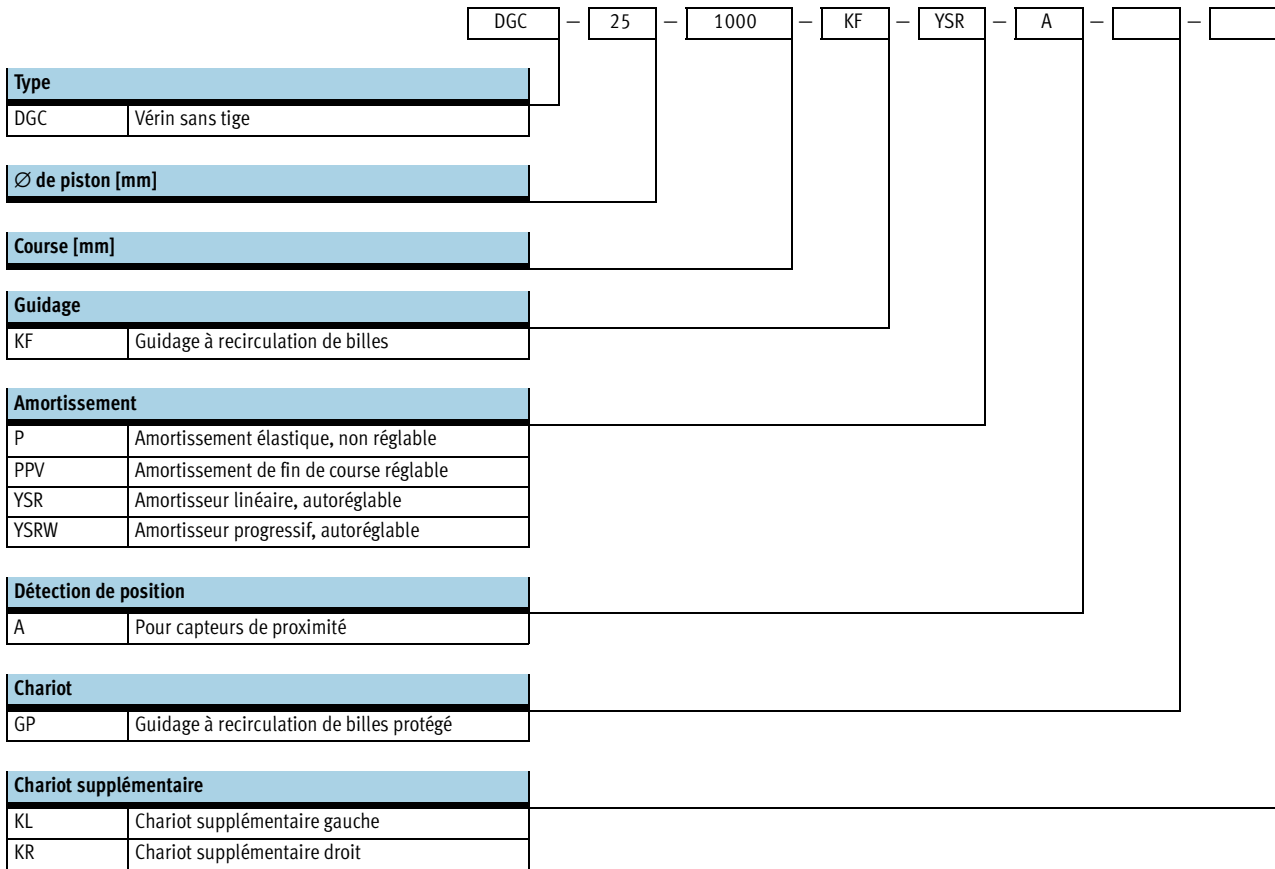 DGC – 25 – 1000 – KF – YSR – A – –
Type
DGC Vérin sans tige
∅ de piston [mm]
Course [mm]
Guidage
KF Guidage à recirculation de billes
Amortissement
P Amortissement élastique, non réglable
PPV Amortissement de fin de course réglable
YSR Amortisseur linéaire, autoréglable
YSRW Amortisseur progressif, autoréglable
Détection de position
A Pour capteurs de proximité
Chariot
GP Guidage à recirculation de billes protégé
Chariot supplémentaire
KL Chariot supplémentaire gauche
KR Chariot supplémentaire droit